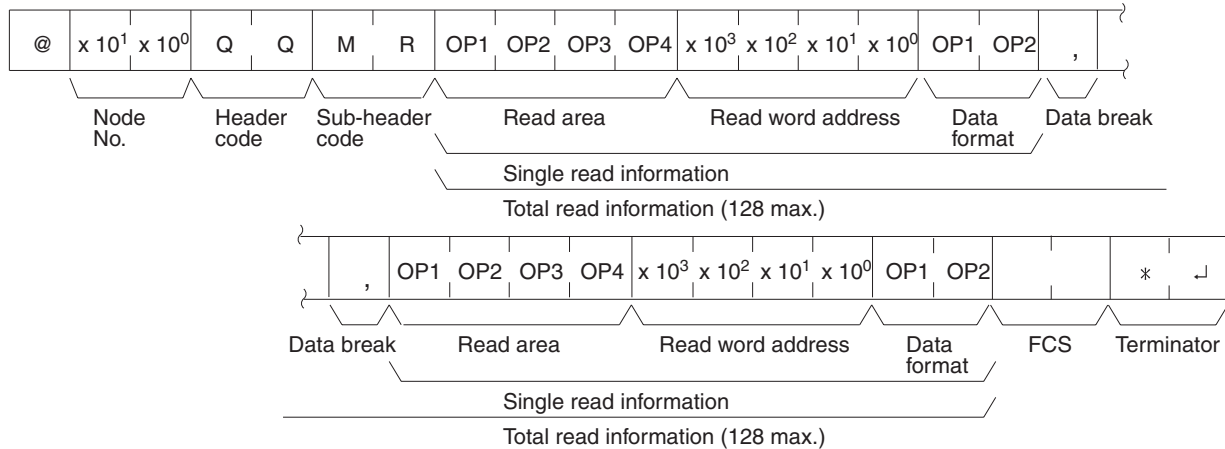 @ x 10¹ x 10⁰ Q Q M R OP1 OP2 OP3 OP4 x 10³ x 10² x 10¹ x 10⁰ OP1 OP2 ,
Node No.
Header code
Sub-header code
Read area
Read word address
Data format
Data break
Single read information
Total read information (128 max.)
, OP1 OP2 OP3 OP4 x 10³ x 10² x 10¹ x 10⁰ OP1 OP2 * ↵
Data break
Read area
Read word address
Data format
FCS
Terminator
Single read information
Total read information (128 max.)